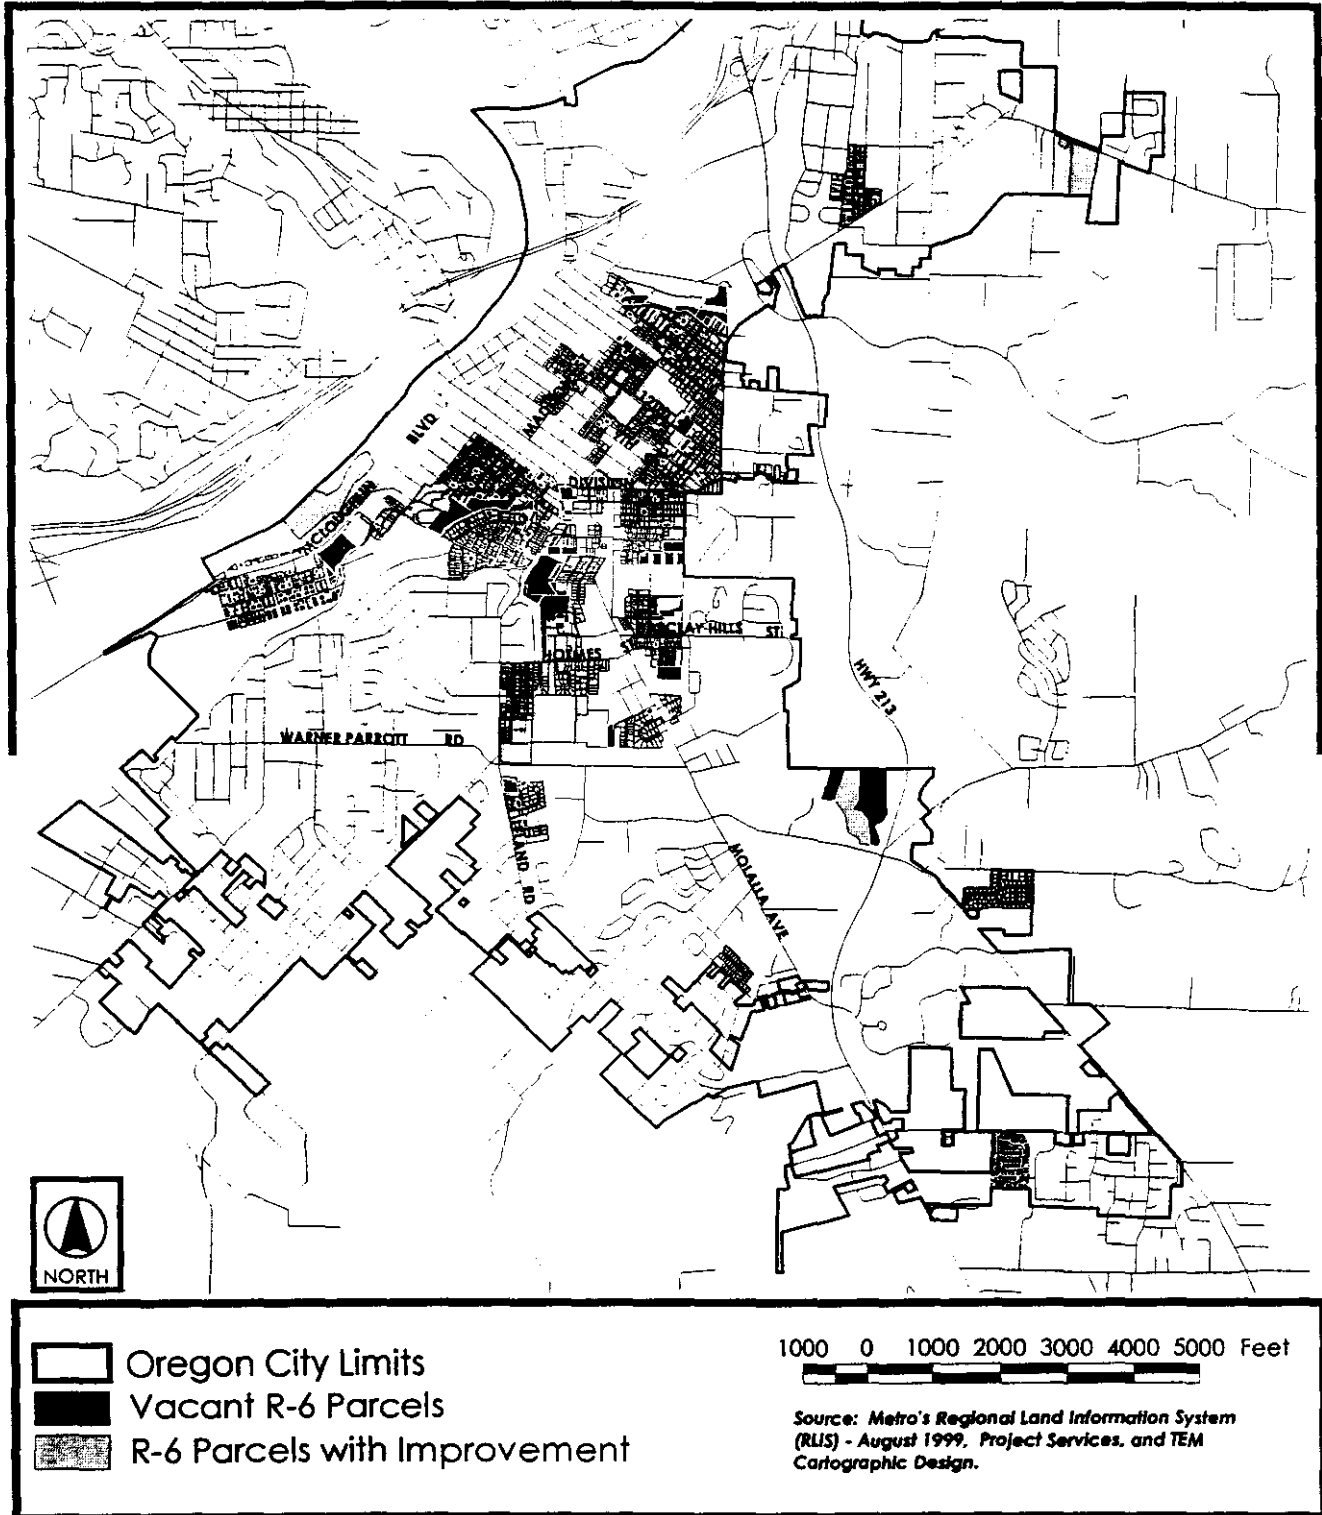 BLVD
DIVISION
MCLOUGHLIN
BARCLAY HILLS ST
HOLMES
HWY 213
WARNER PARROTT RD
RD
MOLALLA AVE
NORTH
Oregon City Limits
Vacant R-6 Parcels
R-6 Parcels with Improvement
1000 0 1000 2000 3000 4000 5000 Feet
Source: Metro's Regional Land Information System
(RLIS) - August 1999, Project Services, and TEM
Cartographic Design.